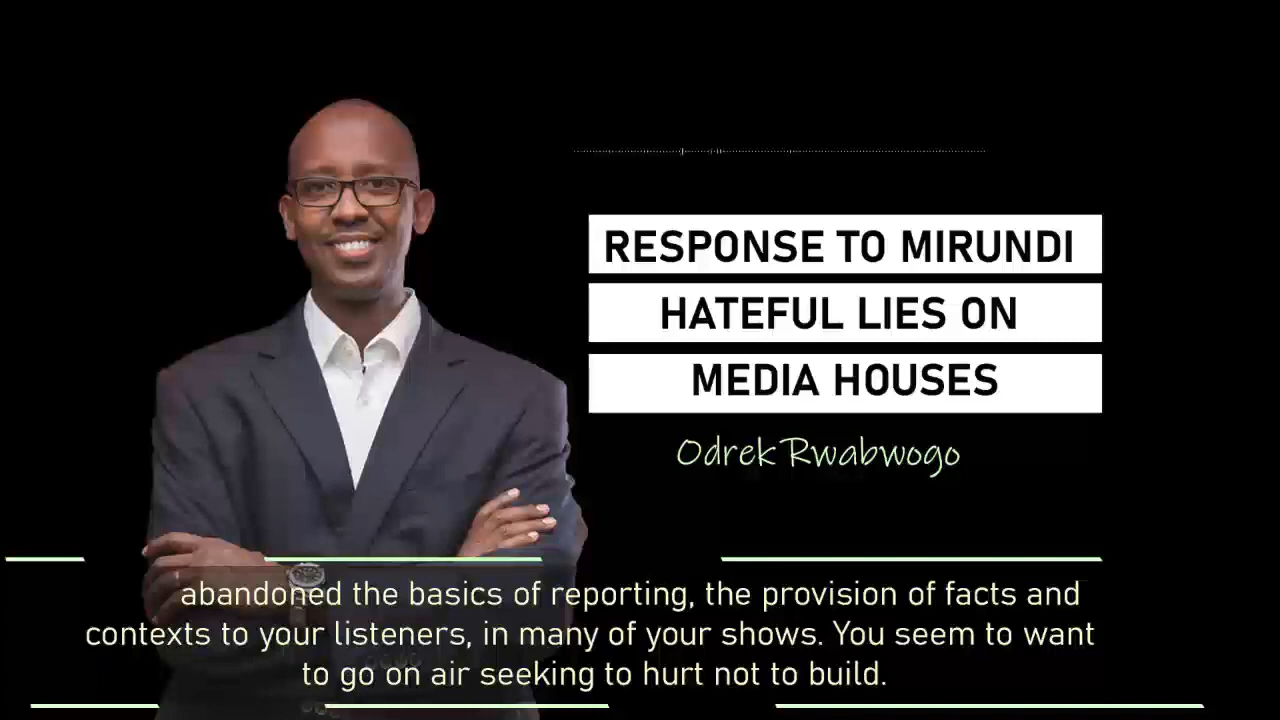 RESPONSE TO MIRUNDI
HATEFUL LIES ON
MEDIA HOUSES
Odrek Rwabwogo
abandoned the basics of reporting, the provision of facts and
contexts to your listeners, in many of your shows. You seem to want
to go on air seeking to hurt not to build.